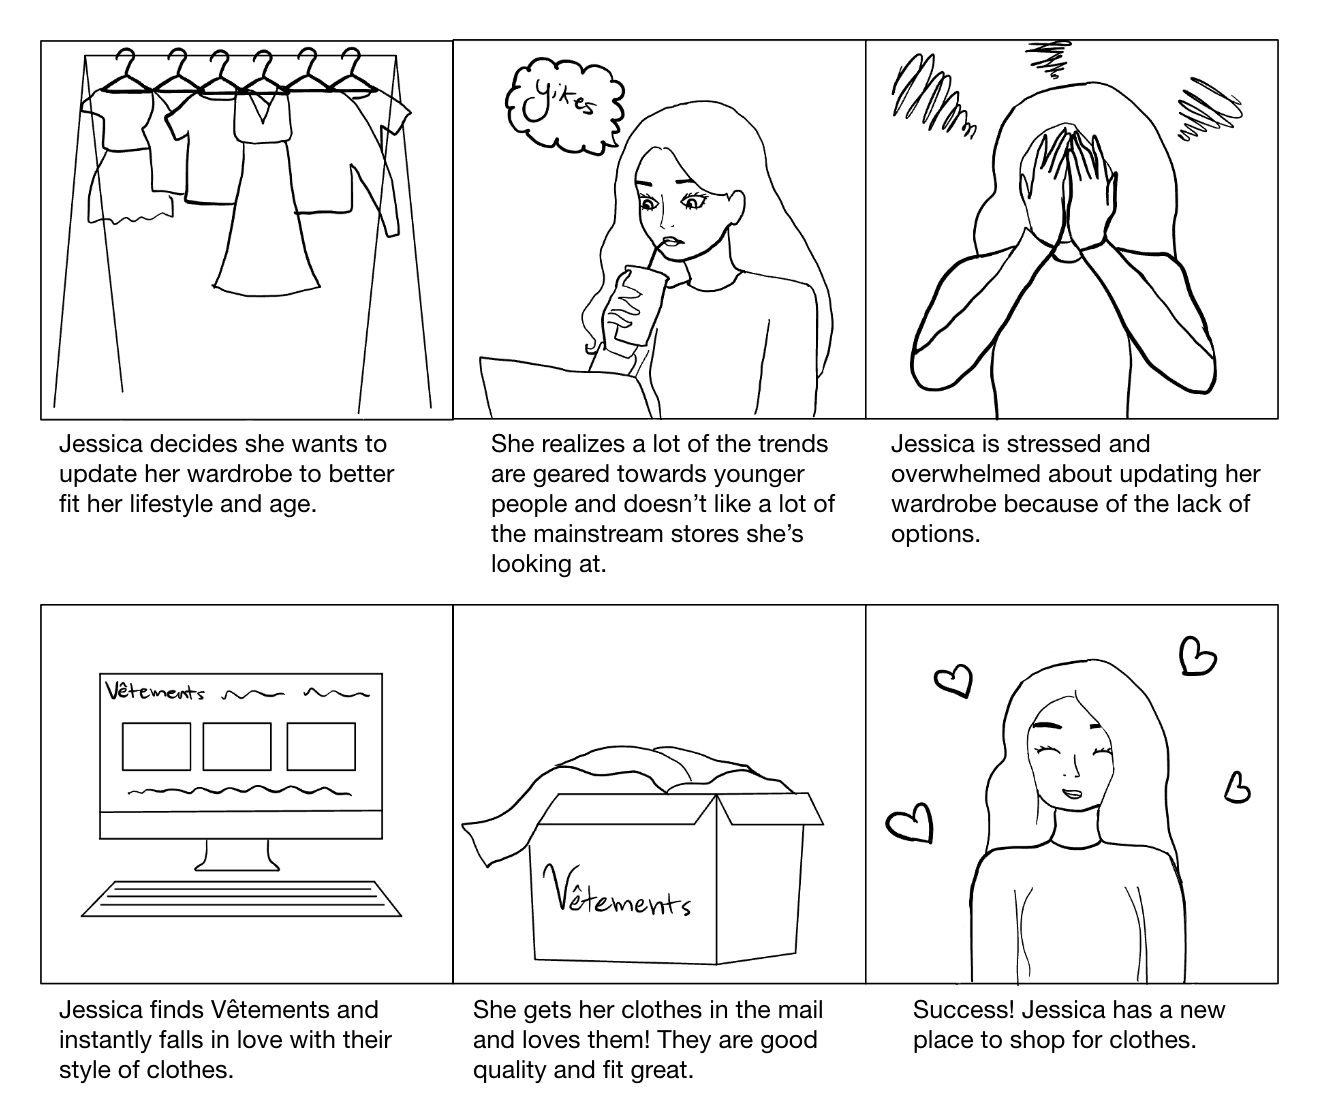 Yikes
Jessica decides she wants to
update her wardrobe to better
fit her lifestyle and age.
She realizes a lot of the trends
are geared towards younger
people and doesn’t like a lot of
the mainstream stores she’s
looking at.
Jessica is stressed and
overwhelmed about updating her
wardrobe because of the lack of
options.
Vêtements
Vêtements
Jessica finds Vêtements and
instantly falls in love with their
style of clothes.
She gets her clothes in the mail
and loves them! They are good
quality and fit great.
Success! Jessica has a new
place to shop for clothes.